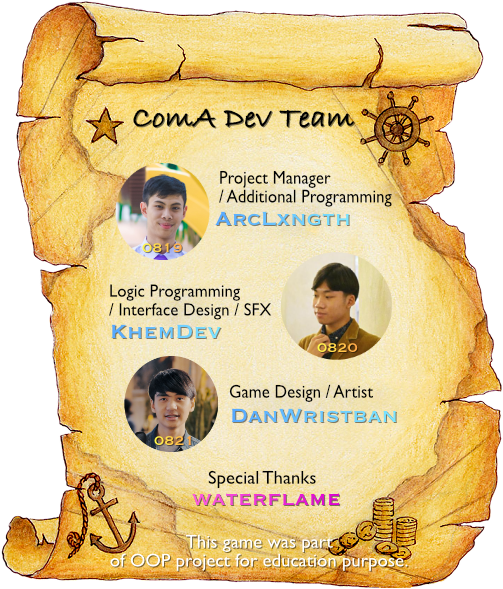 ComA Dev Team
Project Manager
/ Additional Programming
ArcLxngth
0819
Logic Programming
/ Interface Design / SFX
KhemDev
0820
Game Design / Artist
DanWristban
0821
Special Thanks
WATERFLAME
This game was part
of OOP project for education purpose.